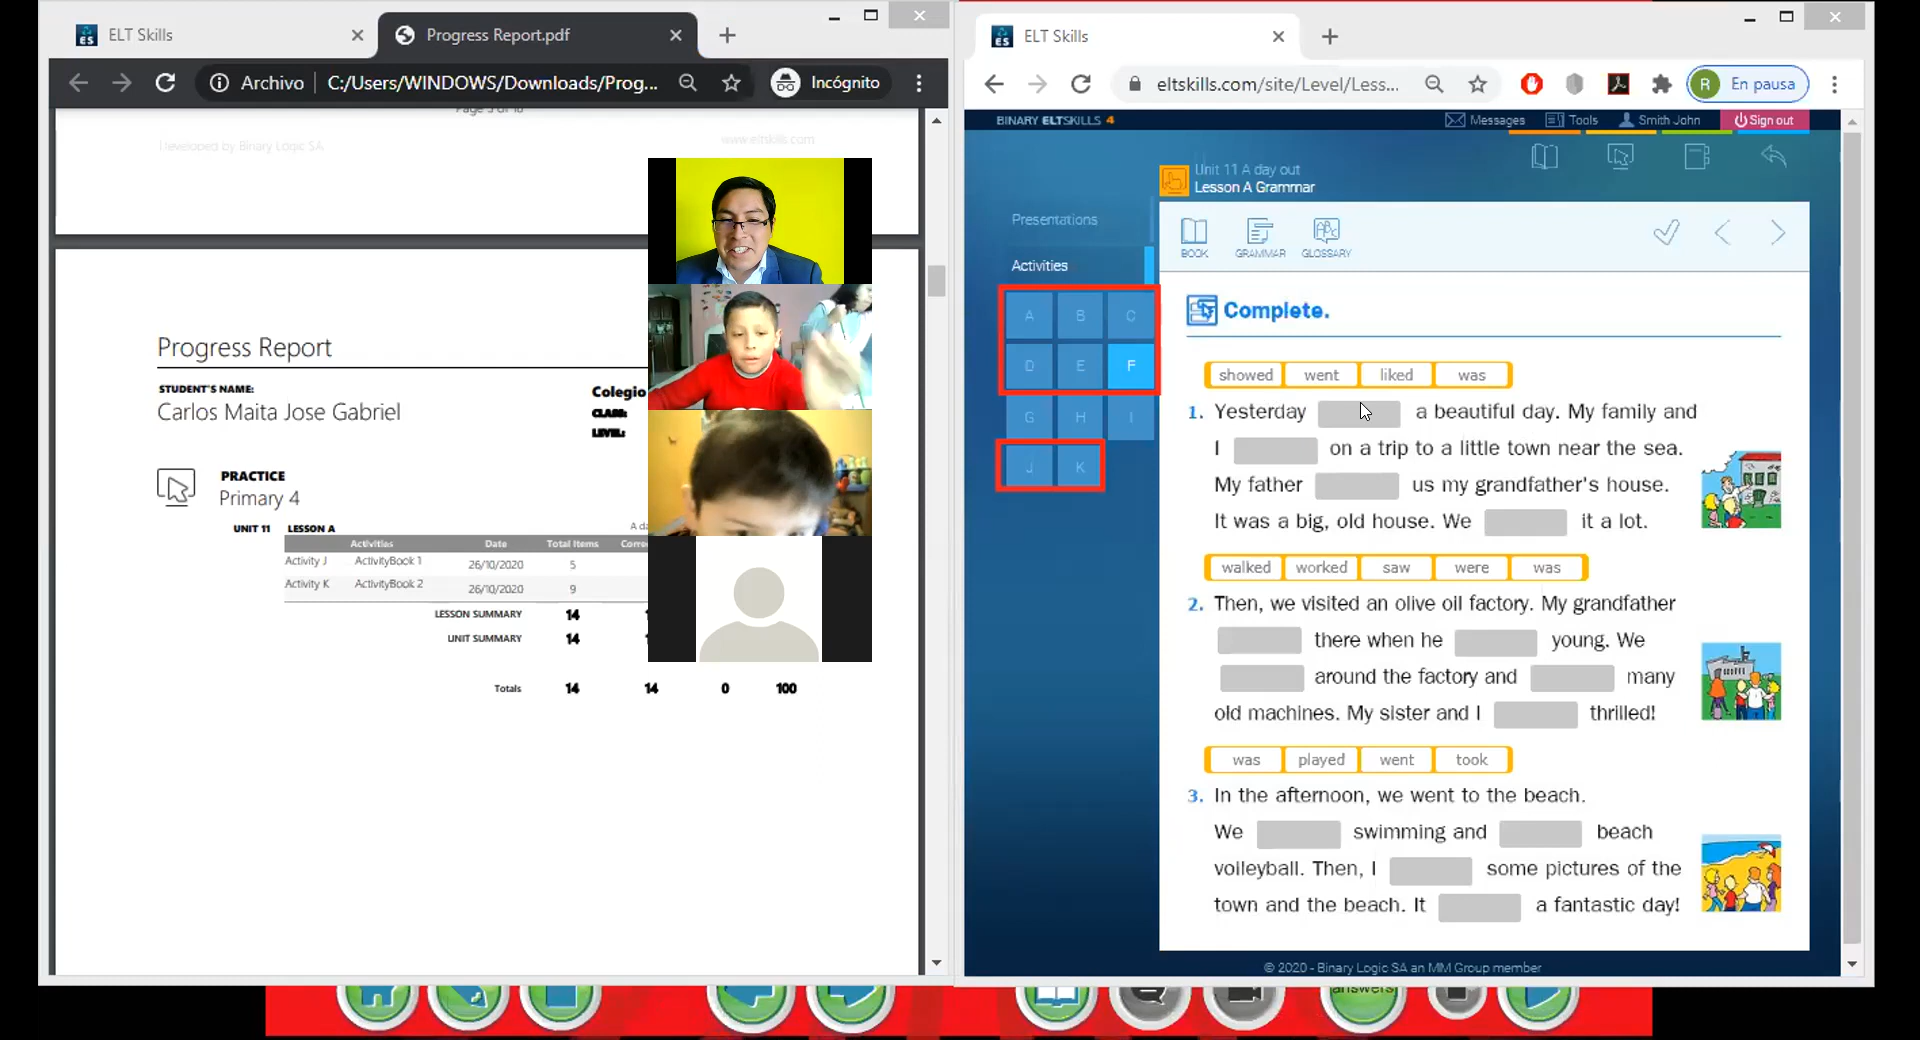 ELT Skills
Progress Report.pdf
Archivo
C:/Users/WINDOWS/Downloads/Prog...
Incógnito
Developed by Binary Logic SA
www.eltskills.com
Progress Report
STUDENT'S NAME:
Carlos Maita Jose Gabriel
Colegio
CLASS:
LEVEL:
PRACTICE
Primary 4
UNIT 11 LESSON A
Activities Date Total Items
Activity J ActivityBook 1 26/10/2020 5
Activity K ActivityBook 2 26/10/2020 9
LESSON SUMMARY 14
UNIT SUMMARY 14
Totals 14 14 0 100
ELT Skills
eltskills.com/site/Level/Less...
R En pausa
BINARY ELTSKILLS 4
Messages Tools Smith John Sign out
Unit 11 A day out
Lesson A Grammar
Presentations
Activities
A B C
D E F
G H I
J K
BOOK GRAMMAR GLOSSARY
Complete.
showed went liked was
1. Yesterday a beautiful day. My family and
I on a trip to a little town near the sea.
My father us my grandfather's house.
It was a big, old house. We it a lot.
walked worked saw were was
2. Then, we visited an olive oil factory. My grandfather
there when he young. We
around the factory and many
old machines. My sister and I thrilled!
was played went took
3. In the afternoon, we went to the beach.
We swimming and beach
volleyball. Then, I some pictures of the
town and the beach. It a fantastic day!
© 2020 - Binary Logic SA an MM Group member
answers